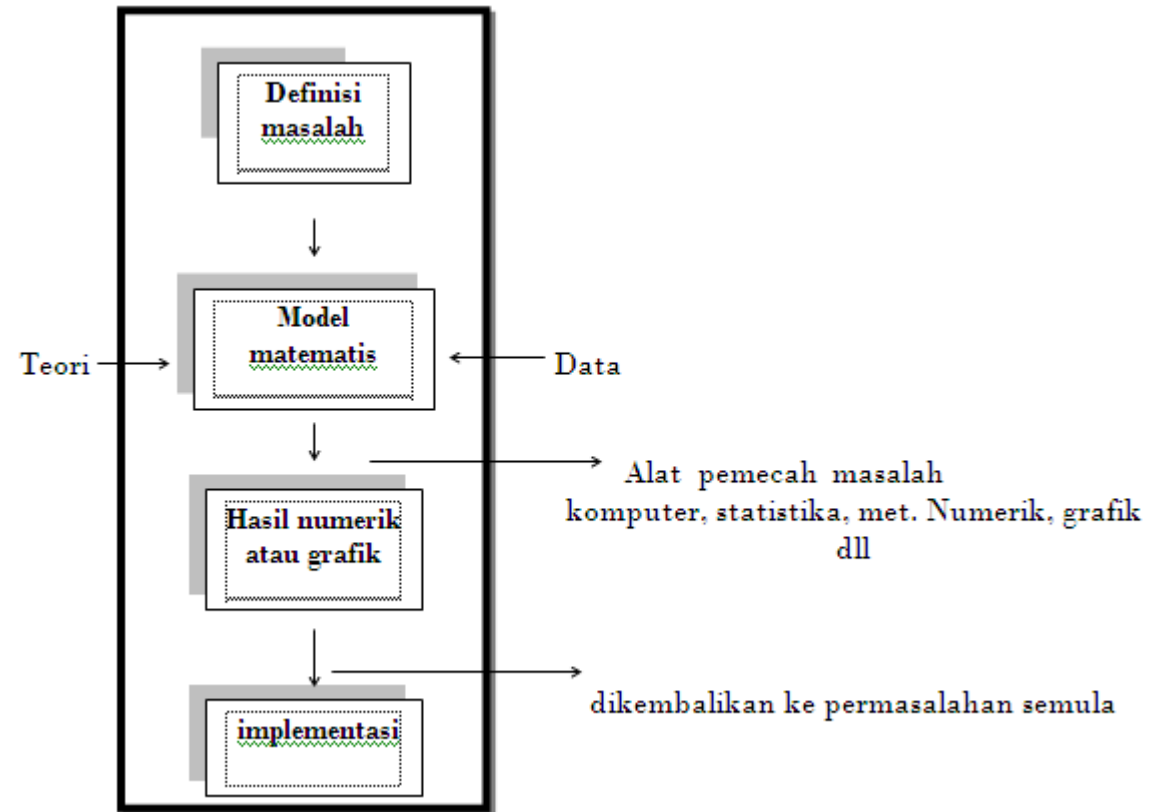 Definisi
masalah
Model
matematis
Teori
Data
Alat pemecah masalah
komputer, statistika, met. Numerik, grafik
dll
Hasil numerik
atau grafik
dikembalikan ke permasalahan semula
implementasi